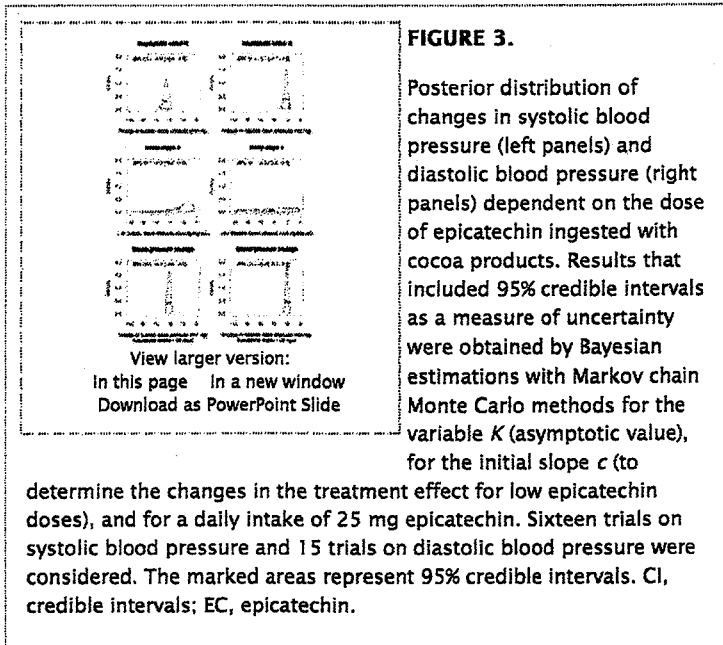 FIGURE 3.
Posterior distribution of
changes in systolic blood
pressure (left panels) and
diastolic blood pressure (right
panels) dependent on the dose
of epicatechin ingested with
cocoa products. Results that
included 95% credible intervals
as a measure of uncertainty
were obtained by Bayesian
estimations with Markov chain
Monte Carlo methods for the
variable K (asymptotic value),
for the initial slope c (to
determine the changes in the treatment effect for low epicatechin
doses), and for a daily intake of 25 mg epicatechin. Sixteen trials on
systolic blood pressure and 15 trials on diastolic blood pressure were
considered. The marked areas represent 95% credible intervals. CI,
credible intervals; EC, epicatechin.
View larger version:
In this page In a new window
Download as PowerPoint Slide